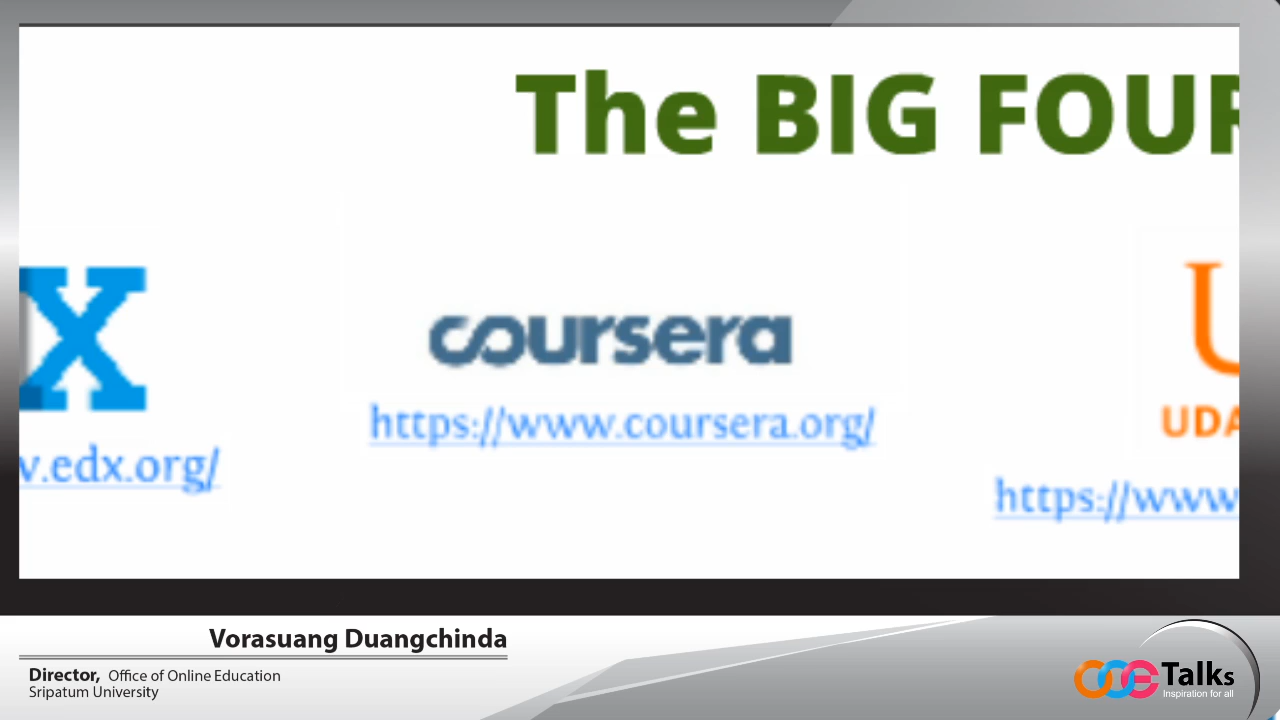 The BIG FOUR
X
coursera
U
UDA
https://www.coursera.org/
v.edx.org/
https://www
Vorasuang Duangchinda
Director, Office of Online Education
Sripatum University
OOE Talks
Inspiration for all